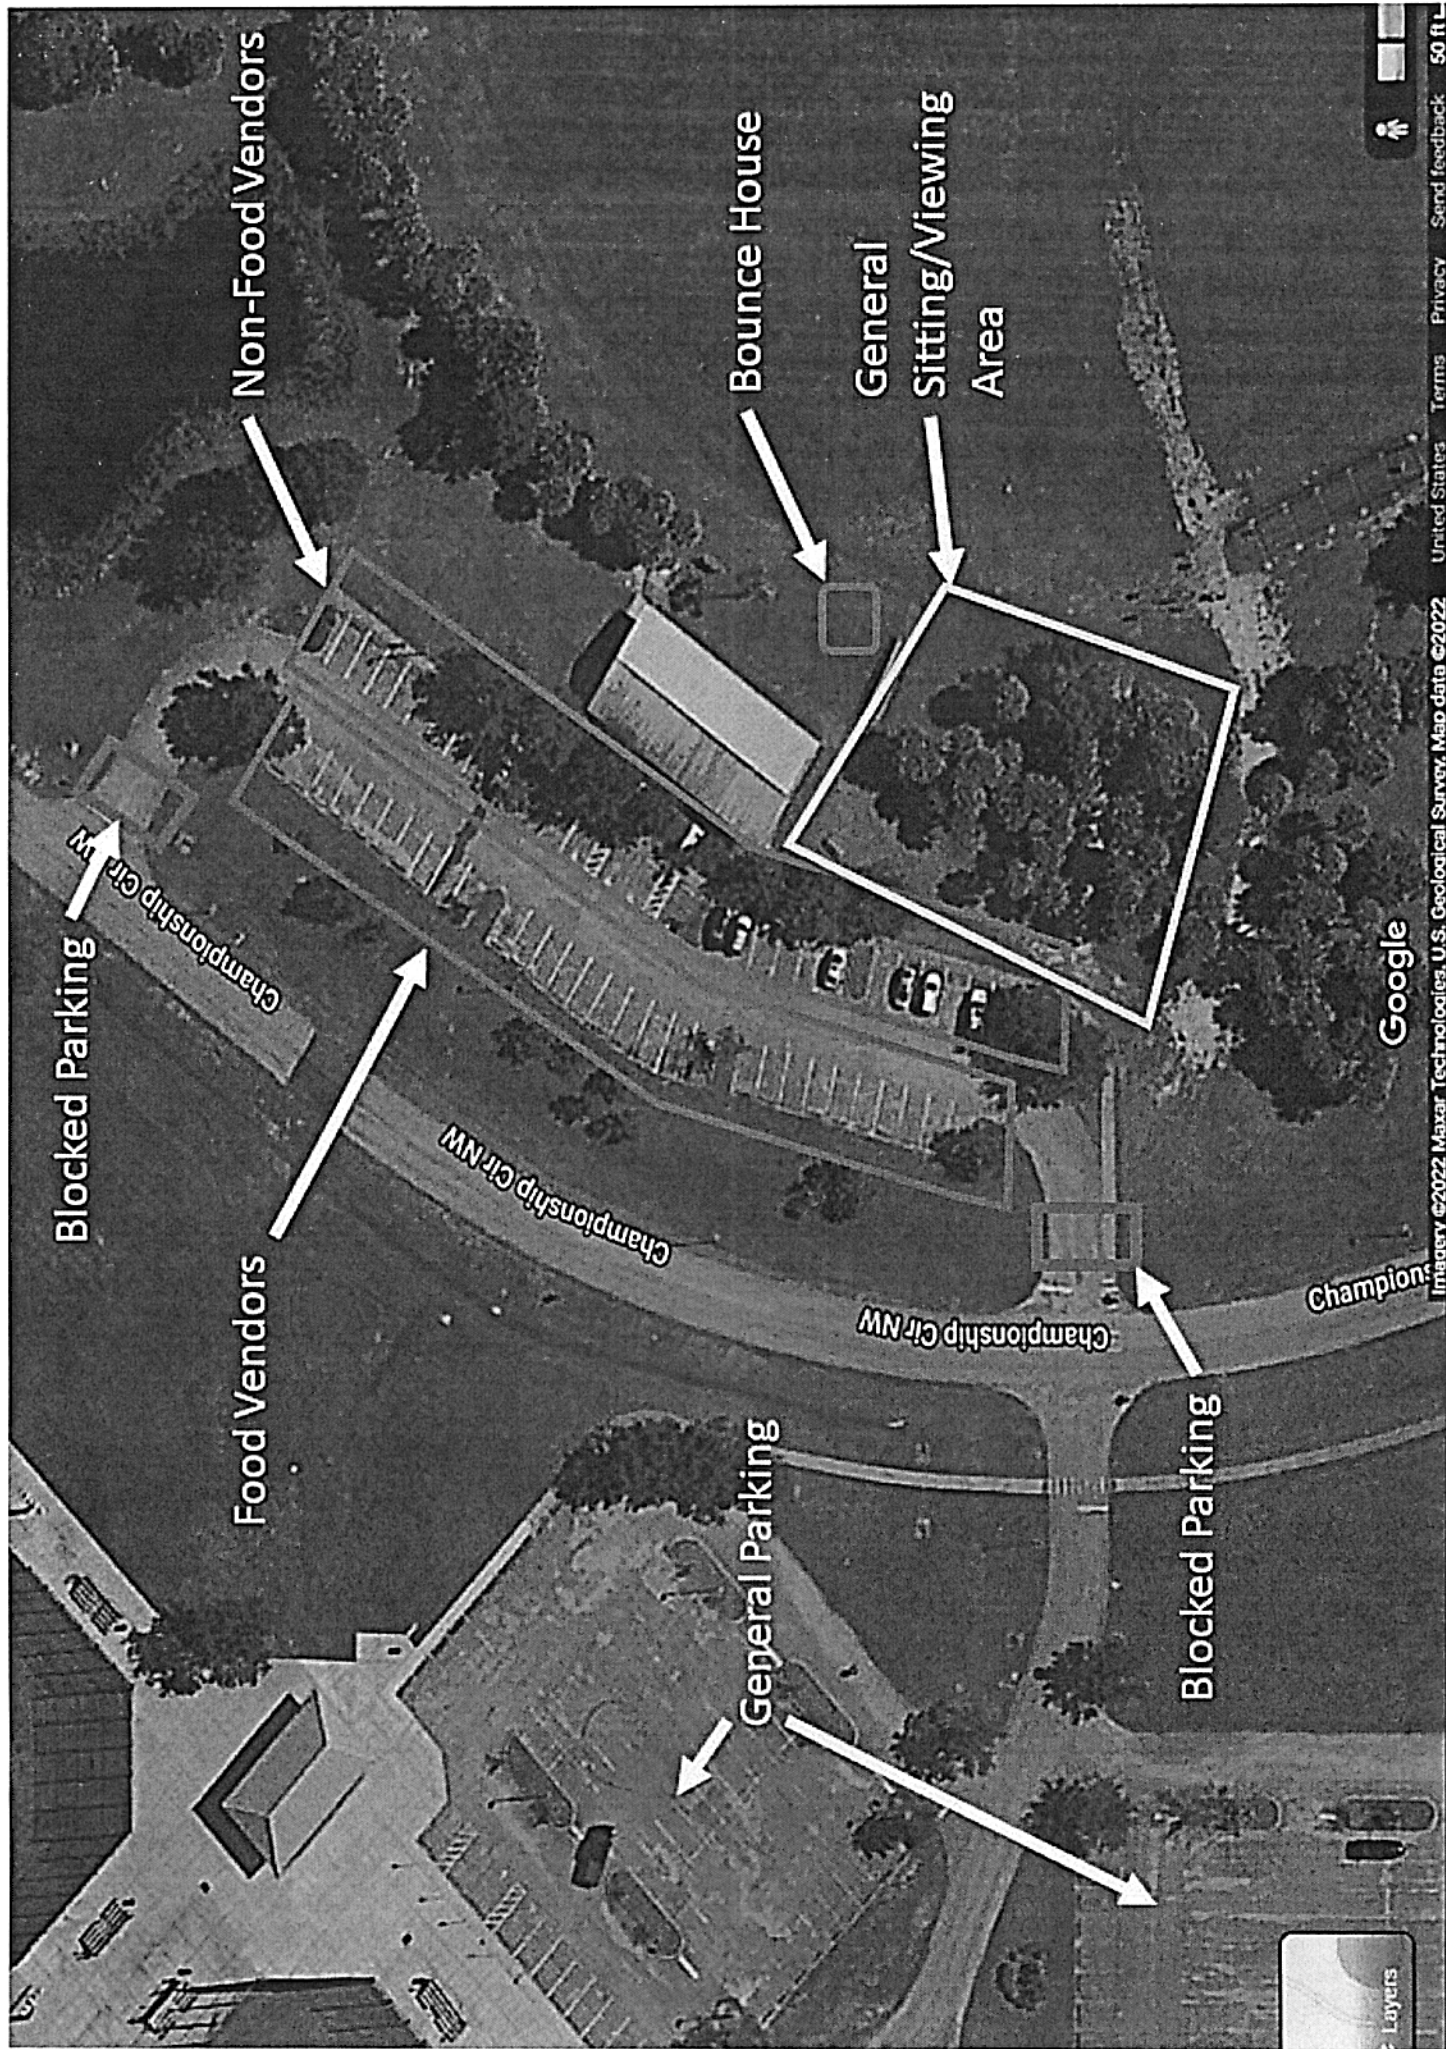 Blocked Parking
Non-Food Vendors
Food Vendors
Championship Cir NW
Championship Cir NW
Bounce House
General
Sitting/Viewing
Area
General Parking
Championship Cir NW
Blocked Parking
Champions
Google
Layers
Imagery ©2022 Maxar Technologies, U.S. Geological Survey, Map data ©2022 United States Terms Privacy Send feedback 50 ft